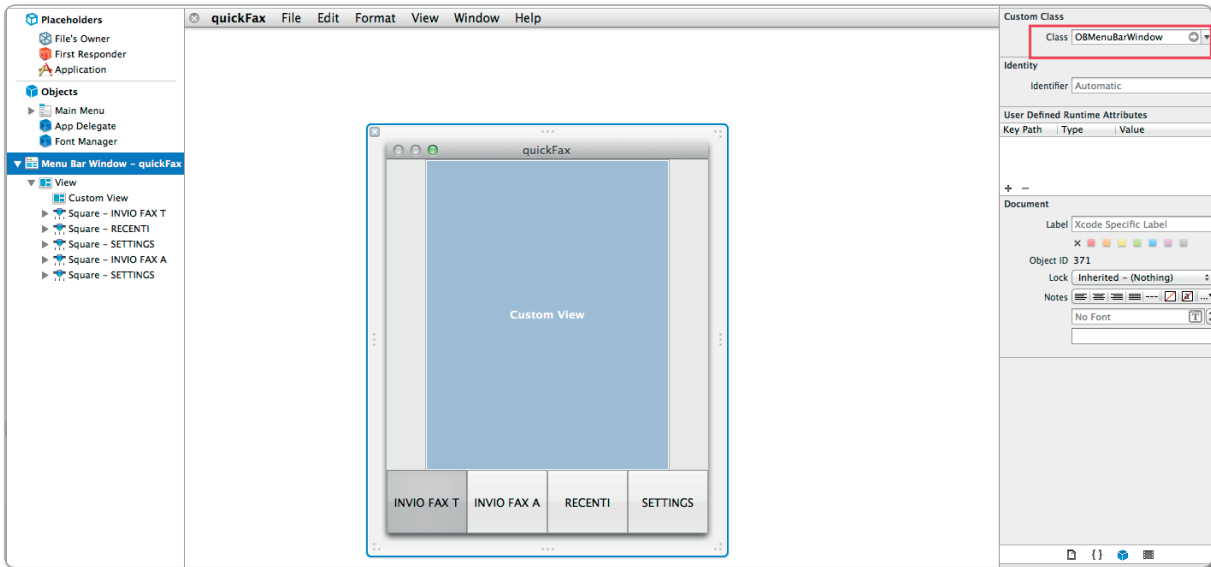 Placeholders
File's Owner
First Responder
Application
Objects
Main Menu
App Delegate
Font Manager
Menu Bar Window – quickFax
View
Custom View
Square – INVIO FAX T
Square – RECENTI
Square – SETTINGS
Square – INVIO FAX A
Square – SETTINGS
quickFax File Edit Format View Window Help
quickFax
Custom View
INVIO FAX T INVIO FAX A RECENTI SETTINGS
Custom Class
Class OBMenuBarWindow
Identity
Identifier Automatic
User Defined Runtime Attributes
Key Path Type Value
Document
Label Xcode Specific Label
Object ID 371
Lock Inherited – (Nothing)
Notes
No Font